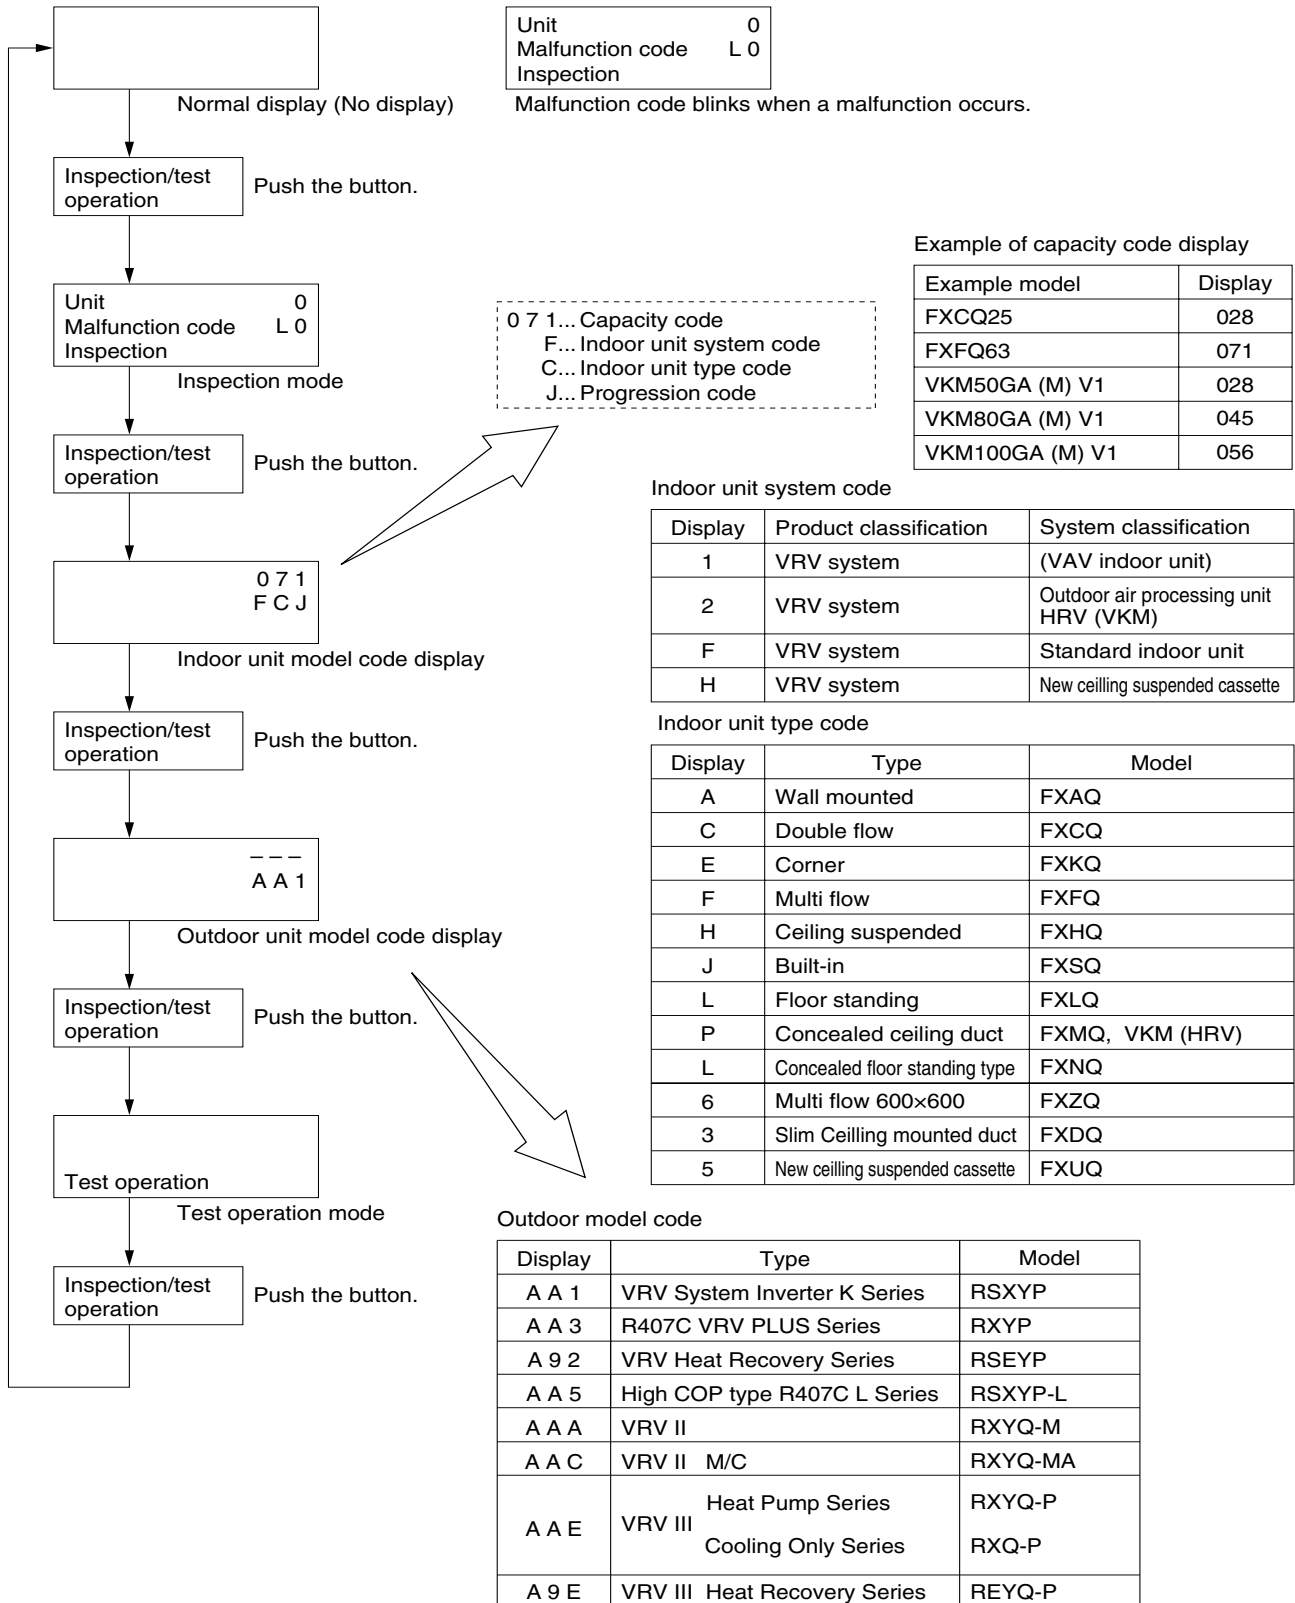 Unit 0
Malfunction code L 0
Inspection
Normal display (No display)
Malfunction code blinks when a malfunction occurs.
Inspection/test
operation
Push the button.
Unit 0
Malfunction code L 0
Inspection
Inspection mode
0 7 1... Capacity code
F... Indoor unit system code
C... Indoor unit type code
J... Progression code
Inspection/test
operation
Push the button.
0 7 1
F C J
Indoor unit model code display
Inspection/test
operation
Push the button.
– – –
A A 1
Outdoor unit model code display
Inspection/test
operation
Push the button.
Test operation
Test operation mode
Inspection/test
operation
Push the button.
Example of capacity code display
Example model Display
FXCQ25 028
FXFQ63 071
VKM50GA (M) V1 028
VKM80GA (M) V1 045
VKM100GA (M) V1 056
Indoor unit system code
Display Product classification System classification
1 VRV system (VAV indoor unit)
2 VRV system Outdoor air processing unit
HRV (VKM)
F VRV system Standard indoor unit
H VRV system New ceilling suspended cassette
Indoor unit type code
Display Type Model
A Wall mounted FXAQ
C Double flow FXCQ
E Corner FXKQ
F Multi flow FXFQ
H Ceiling suspended FXHQ
J Built-in FXSQ
L Floor standing FXLQ
P Concealed ceiling duct FXMQ, VKM (HRV)
L Concealed floor standing type FXNQ
6 Multi flow 600×600 FXZQ
3 Slim Ceilling mounted duct FXDQ
5 New ceilling suspended cassette FXUQ
Outdoor model code
Display Type Model
A A 1 VRV System Inverter K Series RSXYP
A A 3 R407C VRV PLUS Series RXYP
A 9 2 VRV Heat Recovery Series RSEYP
A A 5 High COP type R407C L Series RSXYP-L
A A A VRV II RXYQ-M
A A C VRV II M/C RXYQ-MA
A A E VRV III Heat Pump Series RXYQ-P
Cooling Only Series RXQ-P
A 9 E VRV III Heat Recovery Series REYQ-P